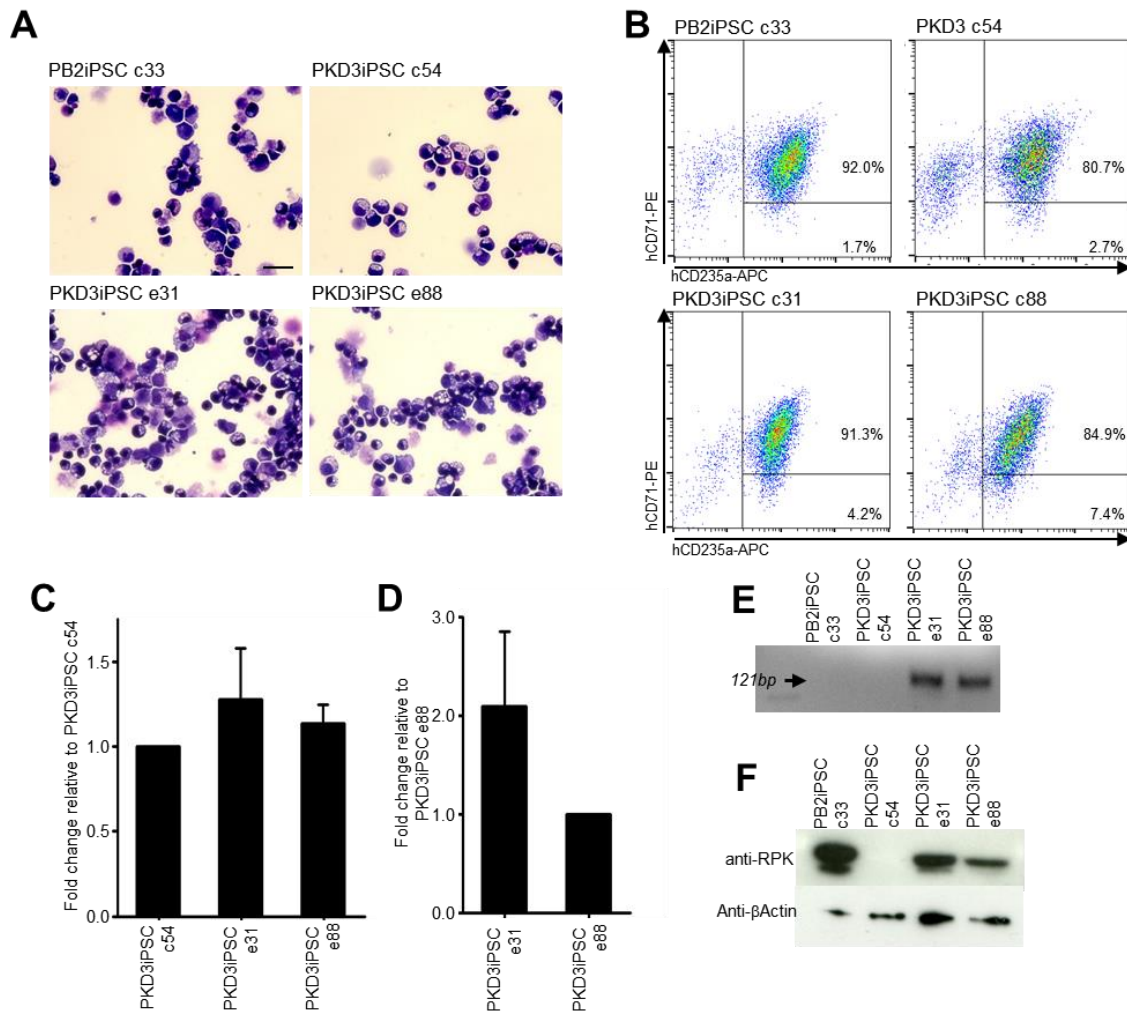 A
PB2iPSC c33
PKD3iPSC c54
PKD3iPSC e31
PKD3iPSC e88
B
PB2iPSC c33
PKD3 c54
92.0%
1.7%
80.7%
2.7%
hCD71-PE
hCD235a-APC
PKD3iPSC c31
PKD3iPSC c88
91.3%
4.2%
84.9%
7.4%
hCD71-PE
hCD235a-APC
C
Fold change relative to PKD3iPSC c54
1.5
1.0
0.5
0.0
PKD3iPSC
c54
PKD3iPSC
e31
PKD3iPSC
e88
D
Fold change relative to
PKD3iPSC e88
3.0
2.0
1.0
0.0
PKD3iPSC
e31
PKD3iPSC
e88
E
PB2iPSC
c33
PKD3iPSC
c54
PKD3iPSC
e31
PKD3iPSC
e88
121bp
F
PB2iPSC
c33
PKD3iPSC
c54
PKD3iPSC
e31
PKD3iPSC
e88
anti-RPK
Anti-βActin